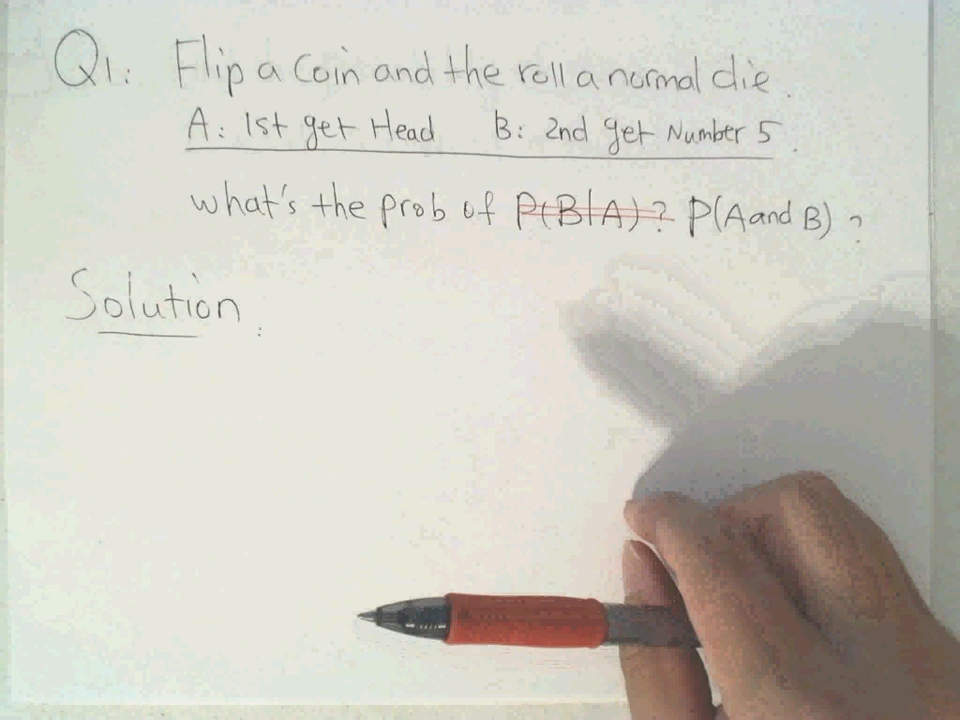 Q1: Flip a Coin and the roll a normal die.
A: 1st get Head B: 2nd get Number 5.
what's the prob of P(B|A)? P(A and B)?
Solution: